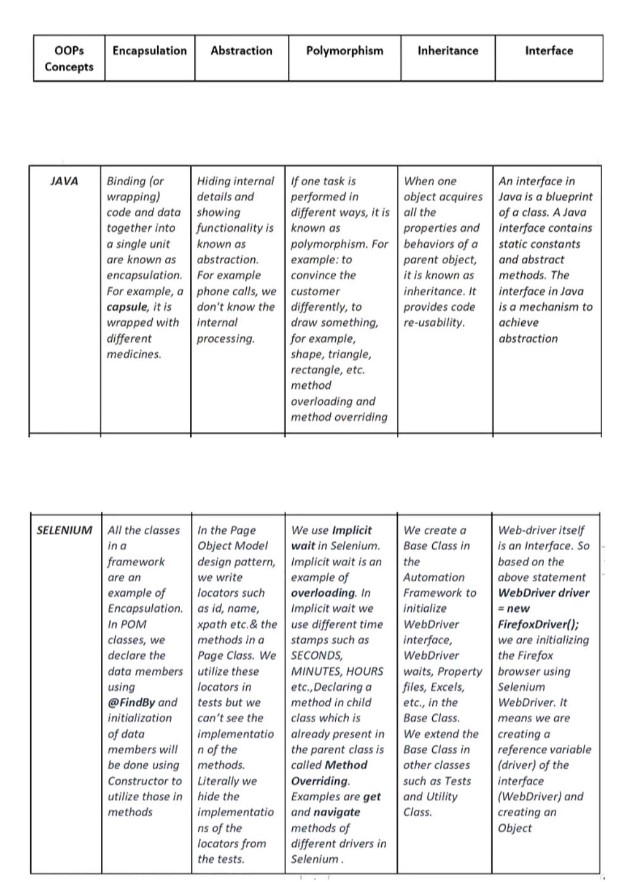 OOPs
Concepts
Encapsulation
Abstraction
Polymorphism
Inheritance
Interface
JAVA
Binding (or
wrapping)
code and data
together into
a single unit
are known as
encapsulation.
For example, a
capsule, it is
wrapped with
different
medicines.
Hiding internal
details and
showing
functionality is
known as
abstraction.
For example
phone calls, we
don't know the
internal
processing.
If one task is
performed in
different ways, it is
known as
polymorphism. For
example: to
convince the
customer
differently, to
draw something,
for example,
shape, triangle,
rectangle, etc.
method
overloading and
method overriding
When one
object acquires
all the
properties and
behaviors of a
parent object,
it is known as
inheritance. It
provides code
re-usability.
An interface in
Java is a blueprint
of a class. A Java
interface contains
static constants
and abstract
methods. The
interface in Java
is a mechanism to
achieve
abstraction
SELENIUM
All the classes
in a
framework
are an
example of
Encapsulation.
In POM
classes, we
declare the
data members
using
@FindBy and
initialization
of data
members will
be done using
Constructor to
utilize those in
methods
In the Page
Object Model
design pattern,
we write
locators such
as id, name,
xpath etc.& the
methods in a
Page Class. We
utilize these
locators in
tests but we
can't see the
implementatio
n of the
methods.
Literally we
hide the
implementatio
ns of the
locators from
the tests.
We use Implicit
wait in Selenium.
Implicit wait is an
example of
overloading. In
Implicit wait we
use different time
stamps such as
SECONDS,
MINUTES, HOURS
etc.,Declaring a
method in child
class which is
already present in
the parent class is
called Method
Overriding.
Examples are get
and navigate
methods of
different drivers in
Selenium .
We create a
Base Class in
the
Automation
Framework to
initialize
WebDriver
interface,
WebDriver
waits, Property
files, Excels,
etc., in the
Base Class.
We extend the
Base Class in
other classes
such as Tests
and Utility
Class.
Web-driver itself
is an Interface. So
based on the
above statement
WebDriver driver
= new
FirefoxDriver();
we are initializing
the Firefox
browser using
Selenium
WebDriver. It
means we are
creating a
reference variable
(driver) of the
interface
(WebDriver) and
creating an
Object